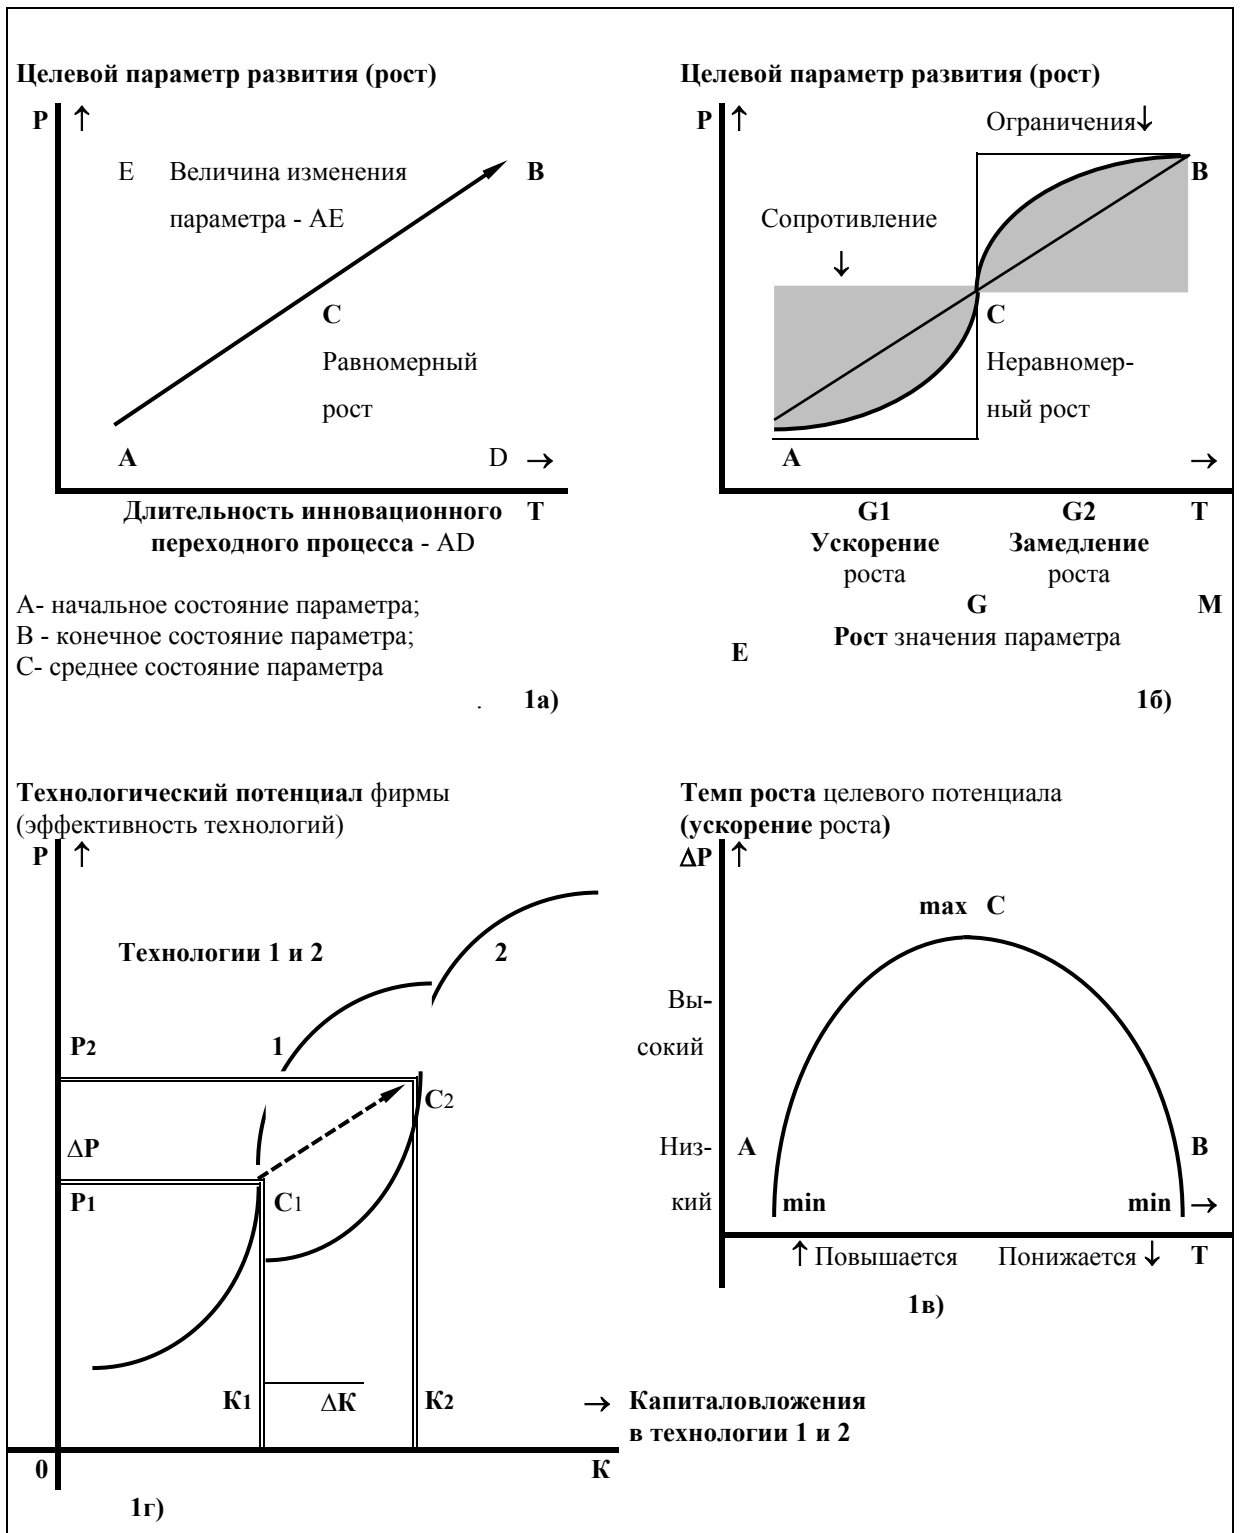 Целевой параметр развития (рост)
P ↑
E Величина изменения B
параметра - AE
C
Равномерный
рост
A D →
Длительность инновационного T
переходного процесса - AD
А- начальное состояние параметра;
В - конечное состояние параметра;
С- среднее состояние параметра
. 1а)
Целевой параметр развития (рост)
P ↑ Ограничения↓
B
Сопротивление
↓
C
Неравномер-
ный рост
A →
G1 G2 T
Ускорение Замедление
роста роста
G M
Рост значения параметра
E
1б)
Технологический потенциал фирмы
(эффективность технологий)
P ↑
Технологии 1 и 2 2
P2 1
C2
ΔP
P1 C1
K1 ΔK K2 → Капиталовложения
в технологии 1 и 2
0 K
1г)
Темп роста целевого потенциала
(ускорение роста)
ΔP ↑
max C
Вы-
сокий
Низ- A B
кий min min →
↑ Повышается Понижается ↓ T
1в)